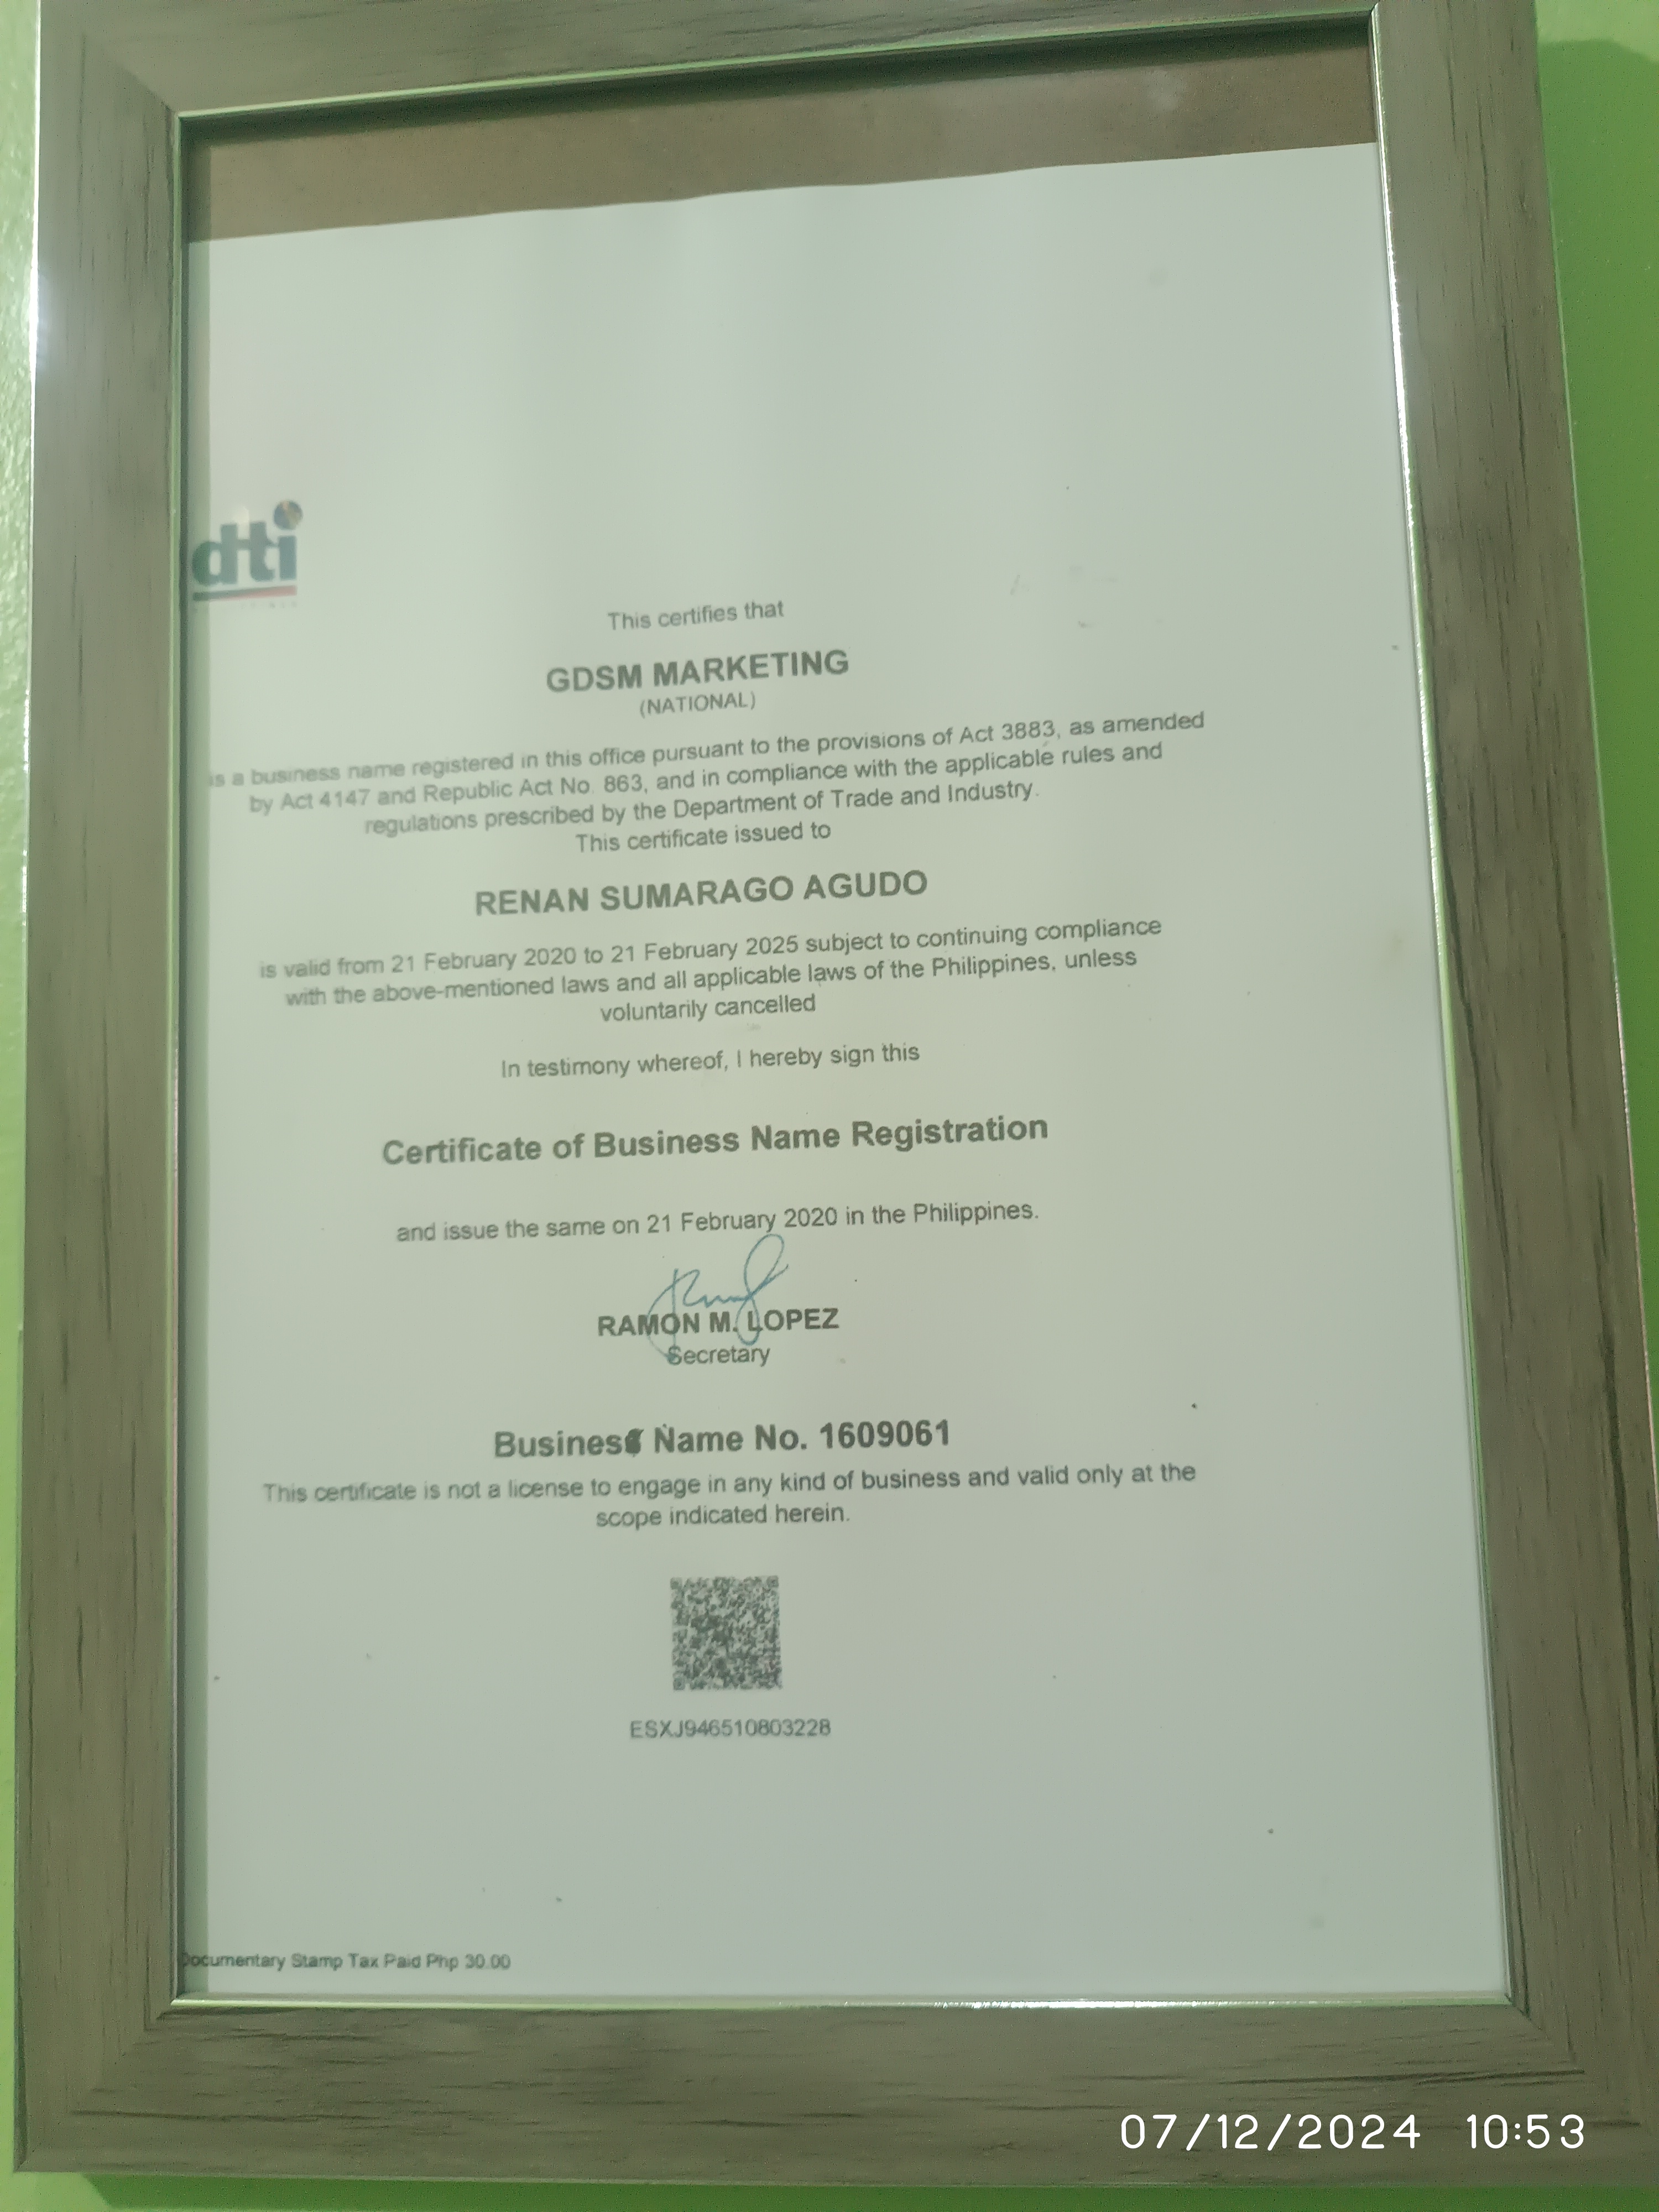 dti
This certifies that
GDSM MARKETING
(NATIONAL)
is a business name registered in this office pursuant to the provisions of Act 3883, as amended
by Act 4147 and Republic Act No. 863, and in compliance with the applicable rules and
regulations prescribed by the Department of Trade and Industry.
This certificate issued to
RENAN SUMARAGO AGUDO
is valid from 21 February 2020 to 21 February 2025 subject to continuing compliance
with the above-mentioned laws and all applicable laws of the Philippines, unless
voluntarily cancelled
In testimony whereof, I hereby sign this
Certificate of Business Name Registration
and issue the same on 21 February 2020 in the Philippines.
RAMON M. LOPEZ
Secretary
Business Name No. 1609061
This certificate is not a license to engage in any kind of business and valid only at the
scope indicated herein.
ESXJ946510803228
Documentary Stamp Tax Paid Php 30.00
07/12/2024 10:53